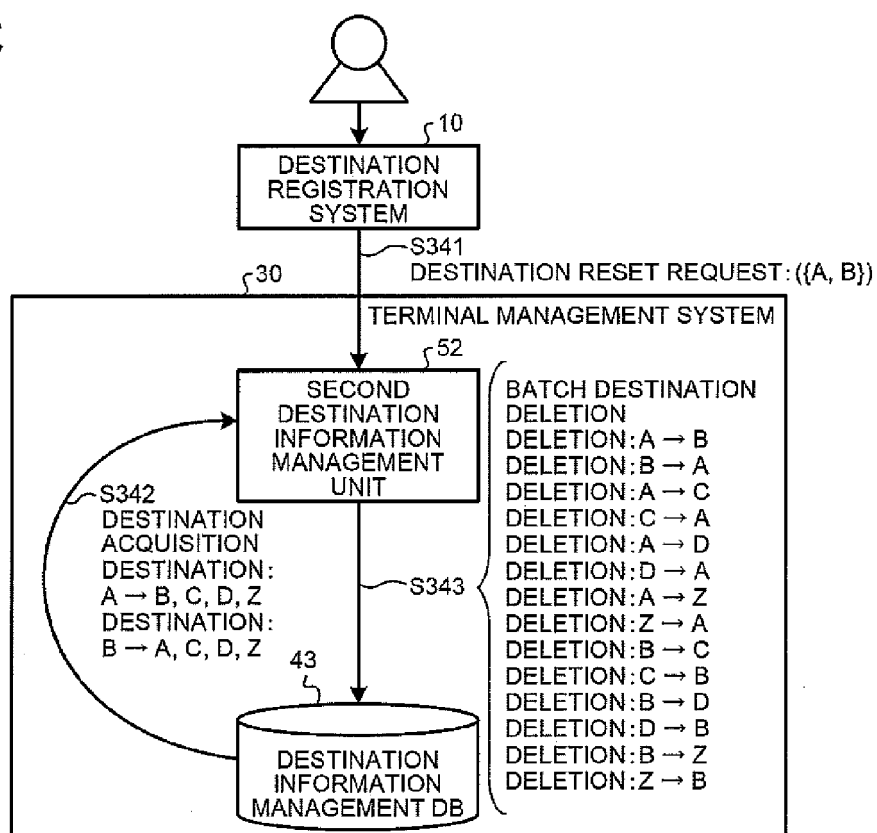 10
DESTINATION
REGISTRATION
SYSTEM
S341
DESTINATION RESET REQUEST:({A, B})
30
TERMINAL MANAGEMENT SYSTEM
52
SECOND
DESTINATION
INFORMATION
MANAGEMENT
UNIT
BATCH DESTINATION
DELETION
DELETION:A → B
DELETION:B → A
DELETION:A → C
DELETION:C → A
DELETION:A → D
DELETION:D → A
DELETION:A → Z
DELETION:Z → A
DELETION:B → C
DELETION:C → B
DELETION:B → D
DELETION:D → B
DELETION:B → Z
DELETION:Z → B
S342
DESTINATION
ACQUISITION
DESTINATION:
A → B, C, D, Z
DESTINATION:
B → A, C, D, Z
S343
43
DESTINATION
INFORMATION
MANAGEMENT DB